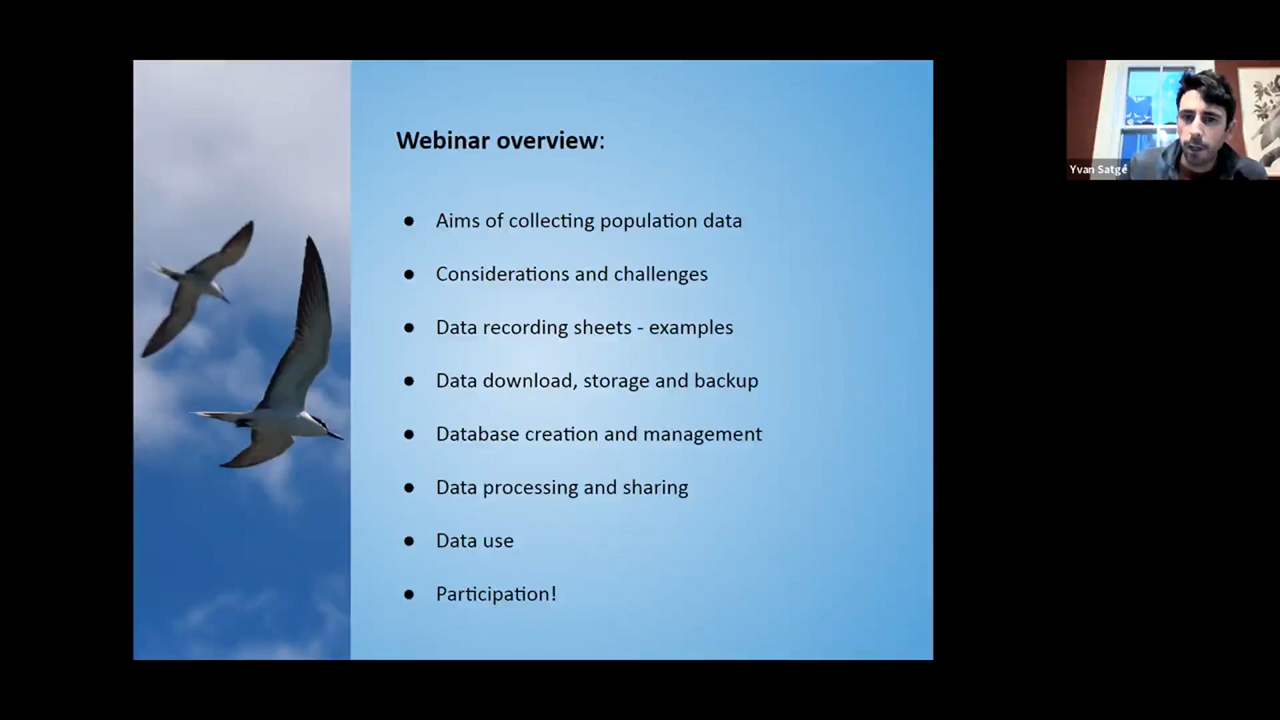 Webinar overview:
● Aims of collecting population data
● Considerations and challenges
● Data recording sheets - examples
● Data download, storage and backup
● Database creation and management
● Data processing and sharing
● Data use
● Participation!
Yvan Satgé